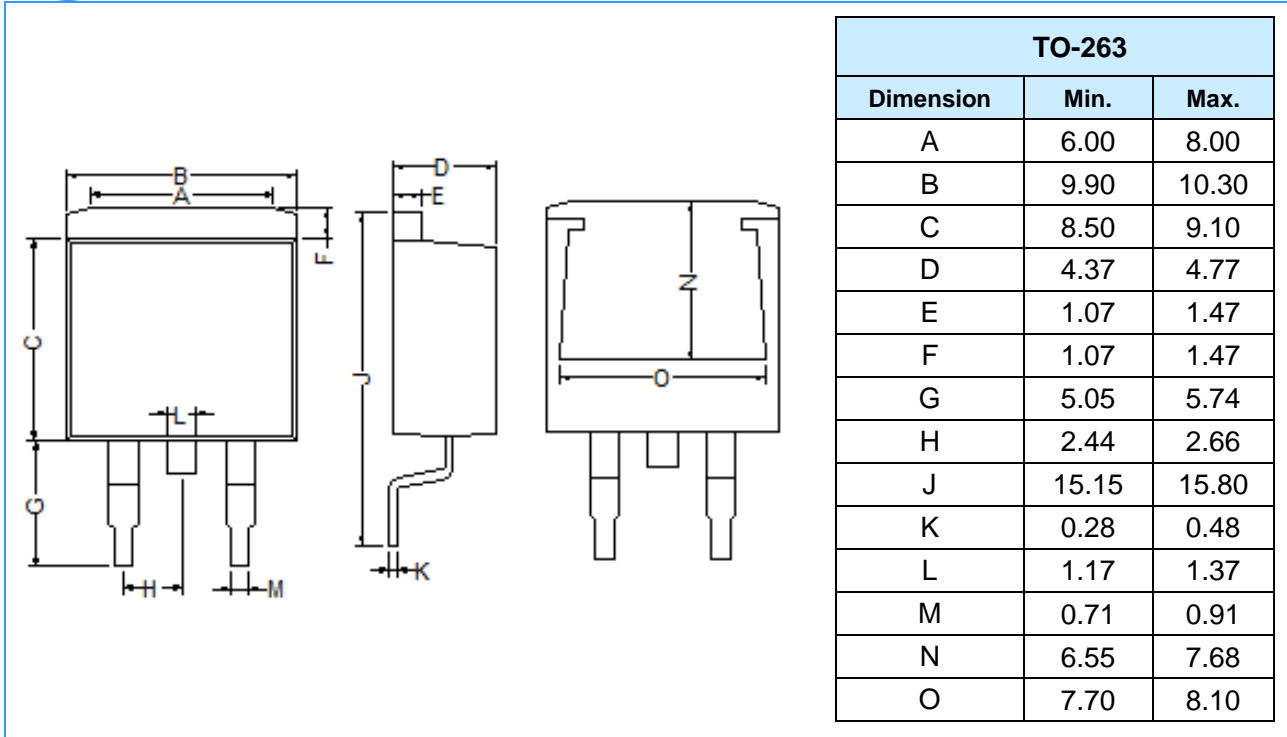 B
A
F
C
L
G
H
M
D
E
J
K
N
O
TO-263
Dimension Min. Max.
A 6.00 8.00
B 9.90 10.30
C 8.50 9.10
D 4.37 4.77
E 1.07 1.47
F 1.07 1.47
G 5.05 5.74
H 2.44 2.66
J 15.15 15.80
K 0.28 0.48
L 1.17 1.37
M 0.71 0.91
N 6.55 7.68
O 7.70 8.10